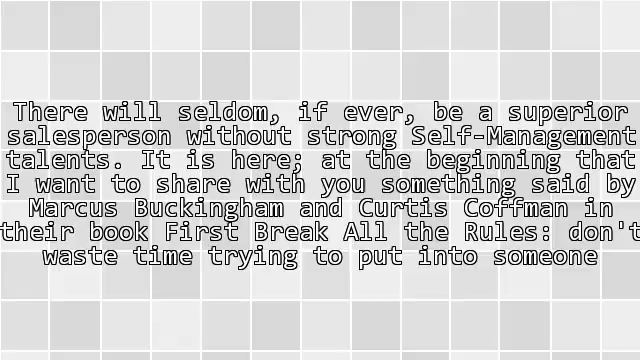 There will seldom, if ever, be a superior
salesperson without strong Self-Management
talents. It is here; at the beginning that
I want to share with you something said by
Marcus Buckingham and Curtis Coffman in
their book First Break All the Rules: don't
waste time trying to put into someone